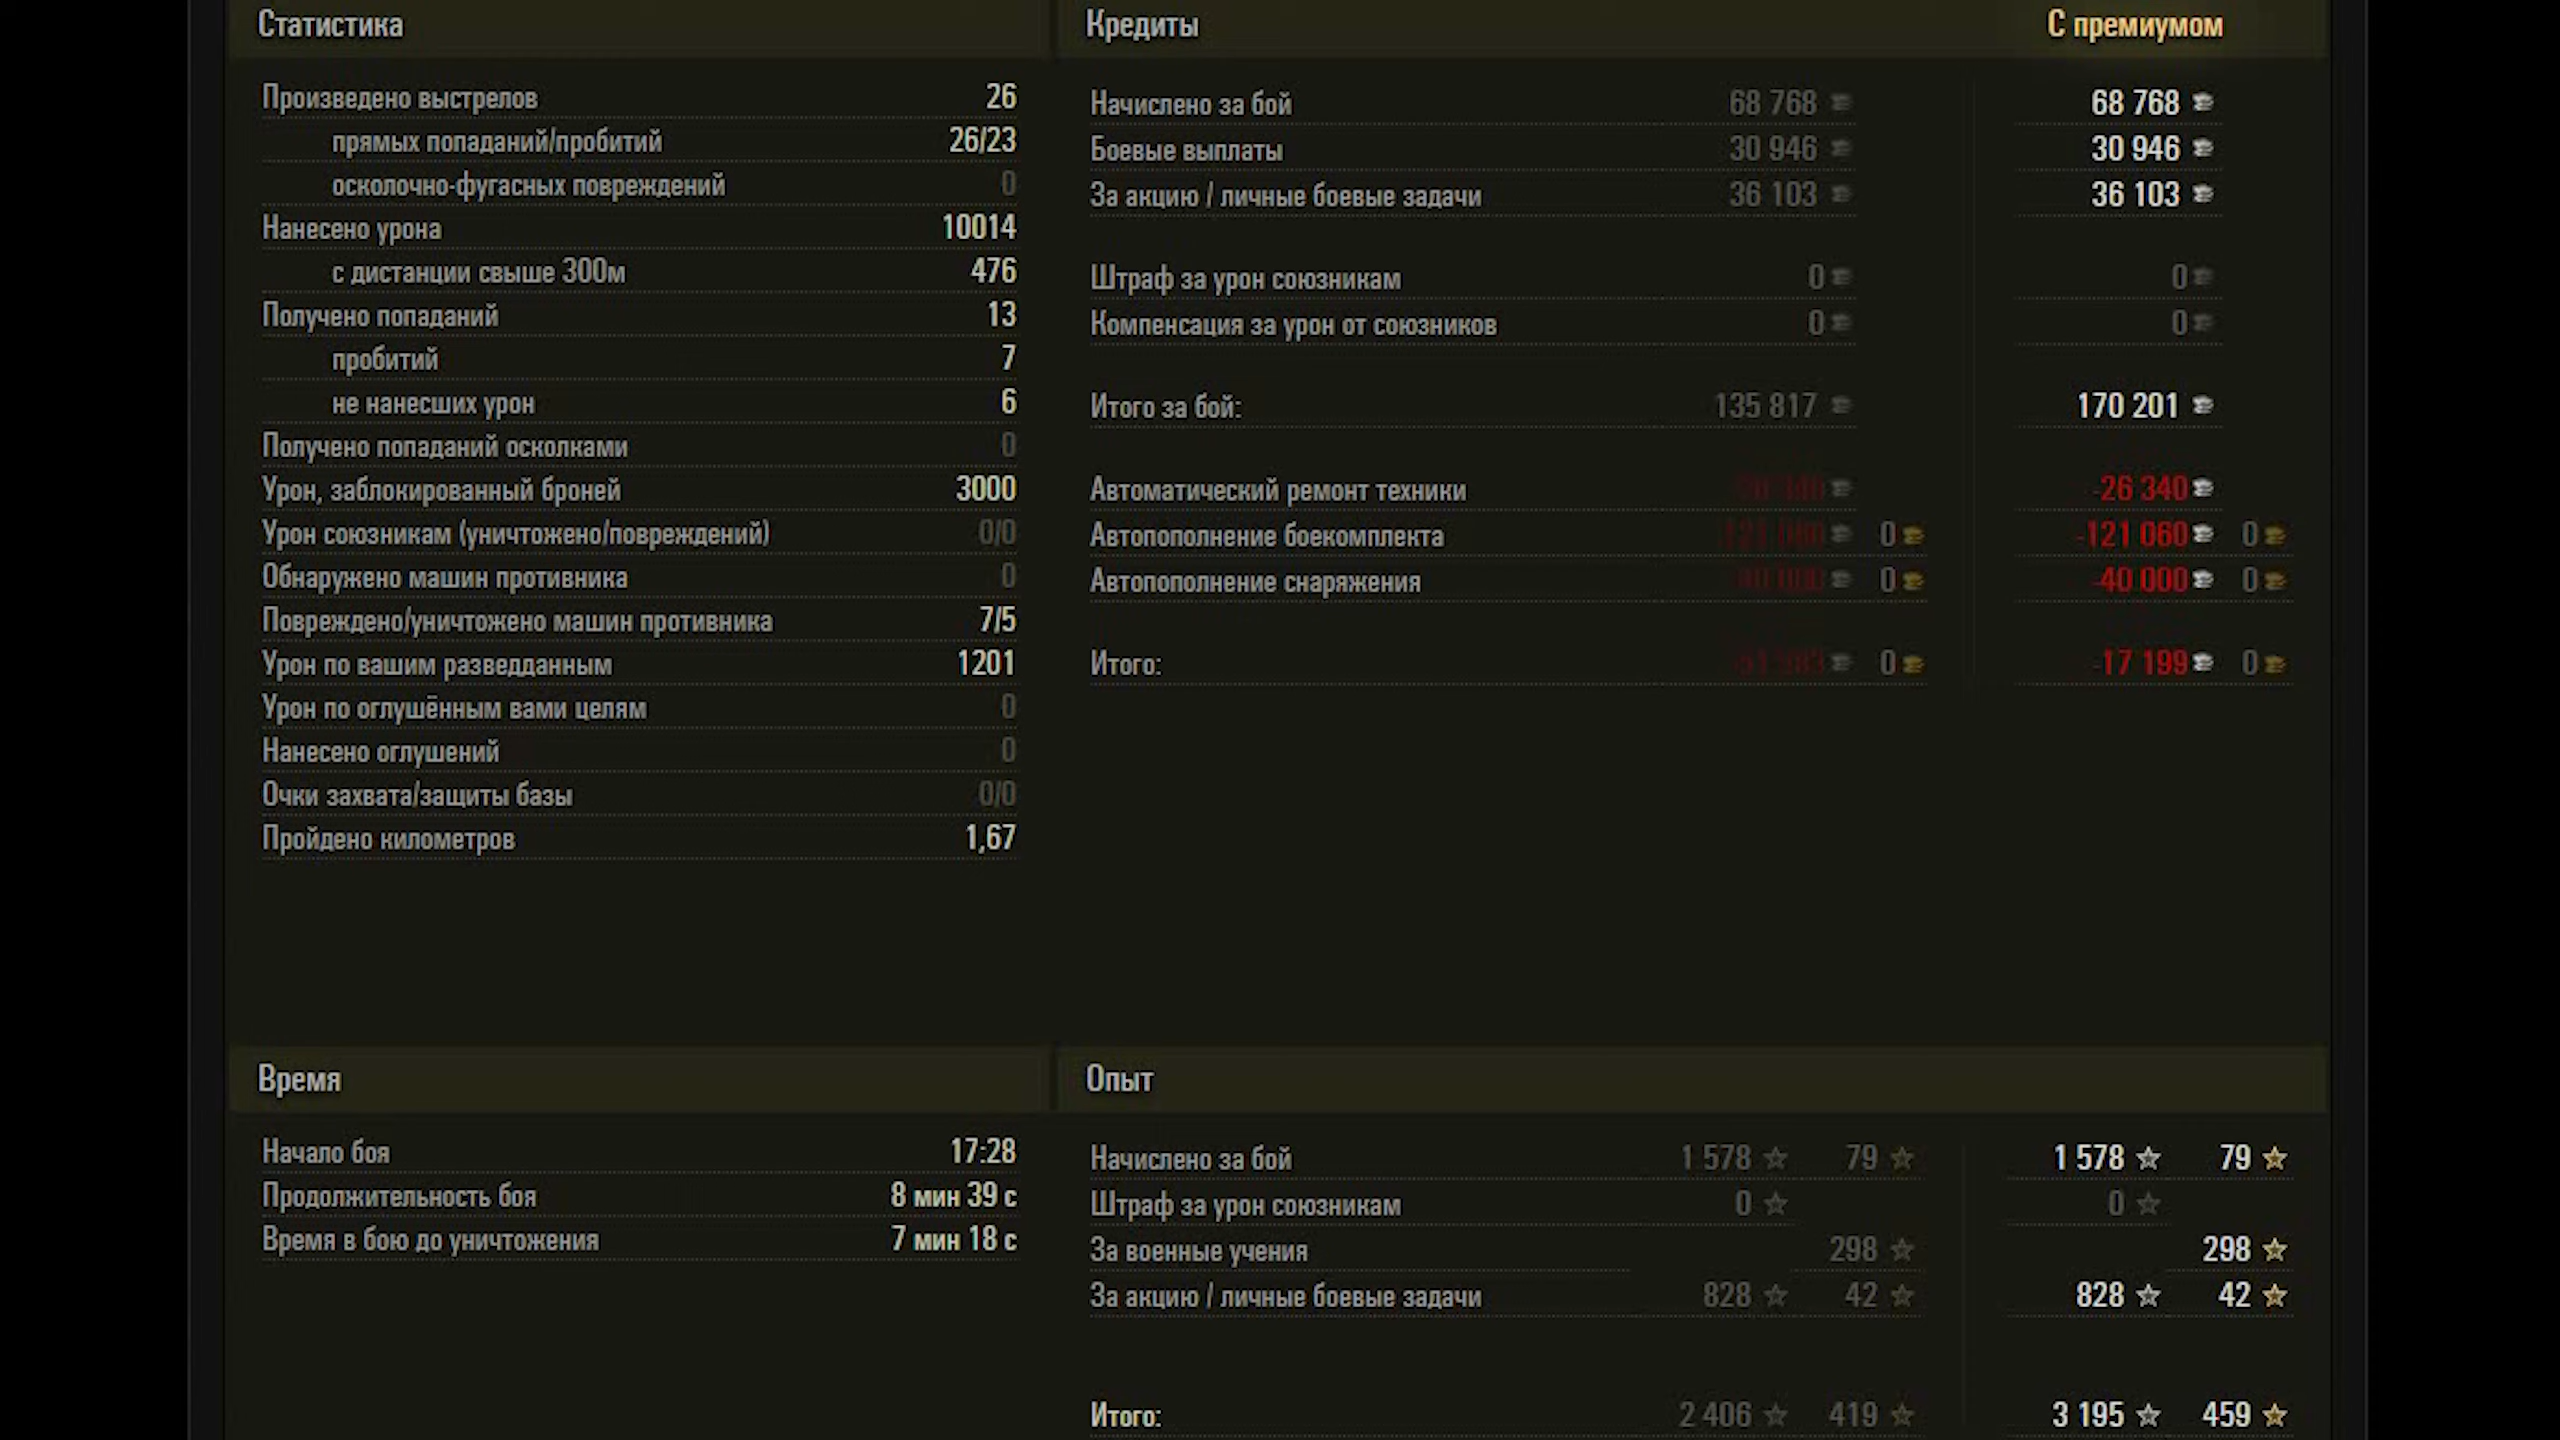 Статистика
Произведено выстрелов 26
прямых попаданий/пробитий 26/23
осколочно-фугасных повреждений 0
Нанесено урона 10014
с дистанции свыше 300м 476
Получено попаданий 13
пробитий 7
не нанесших урон 6
Получено попаданий осколками 0
Урон, заблокированный броней 3000
Урон союзникам (уничтожено/повреждений) 0/0
Обнаружено машин противника 0
Повреждено/уничтожено машин противника 7/5
Урон по вашим разведданным 1201
Урон по оглушённым вами целям 0
Нанесено оглушений 0
Очки захвата/защиты базы 0/0
Пройдено километров 1,67
Кредиты С премиумом
Начислено за бой 68 768 68 768
Боевые выплаты 30 946 30 946
За акцию / личные боевые задачи 36 103 36 103
Штраф за урон союзникам 0 0
Компенсация за урон от союзников 0 0
Итого за бой: 135 817 170 201
Автоматический ремонт техники -26 340
Автопополнение боекомплекта 0 -121 060 0
Автопополнение снаряжения 0 -40 000 0
Итого: 0 -17 199 0
Время
Начало боя 17:28
Продолжительность боя 8 мин 39 с
Время в бою до уничтожения 7 мин 18 с
Опыт
Начислено за бой 1 578 79 1 578 79
Штраф за урон союзникам 0 0
За военные учения 298 298
За акцию / личные боевые задачи 828 42 828 42
Итого: 2 406 419 3 195 459